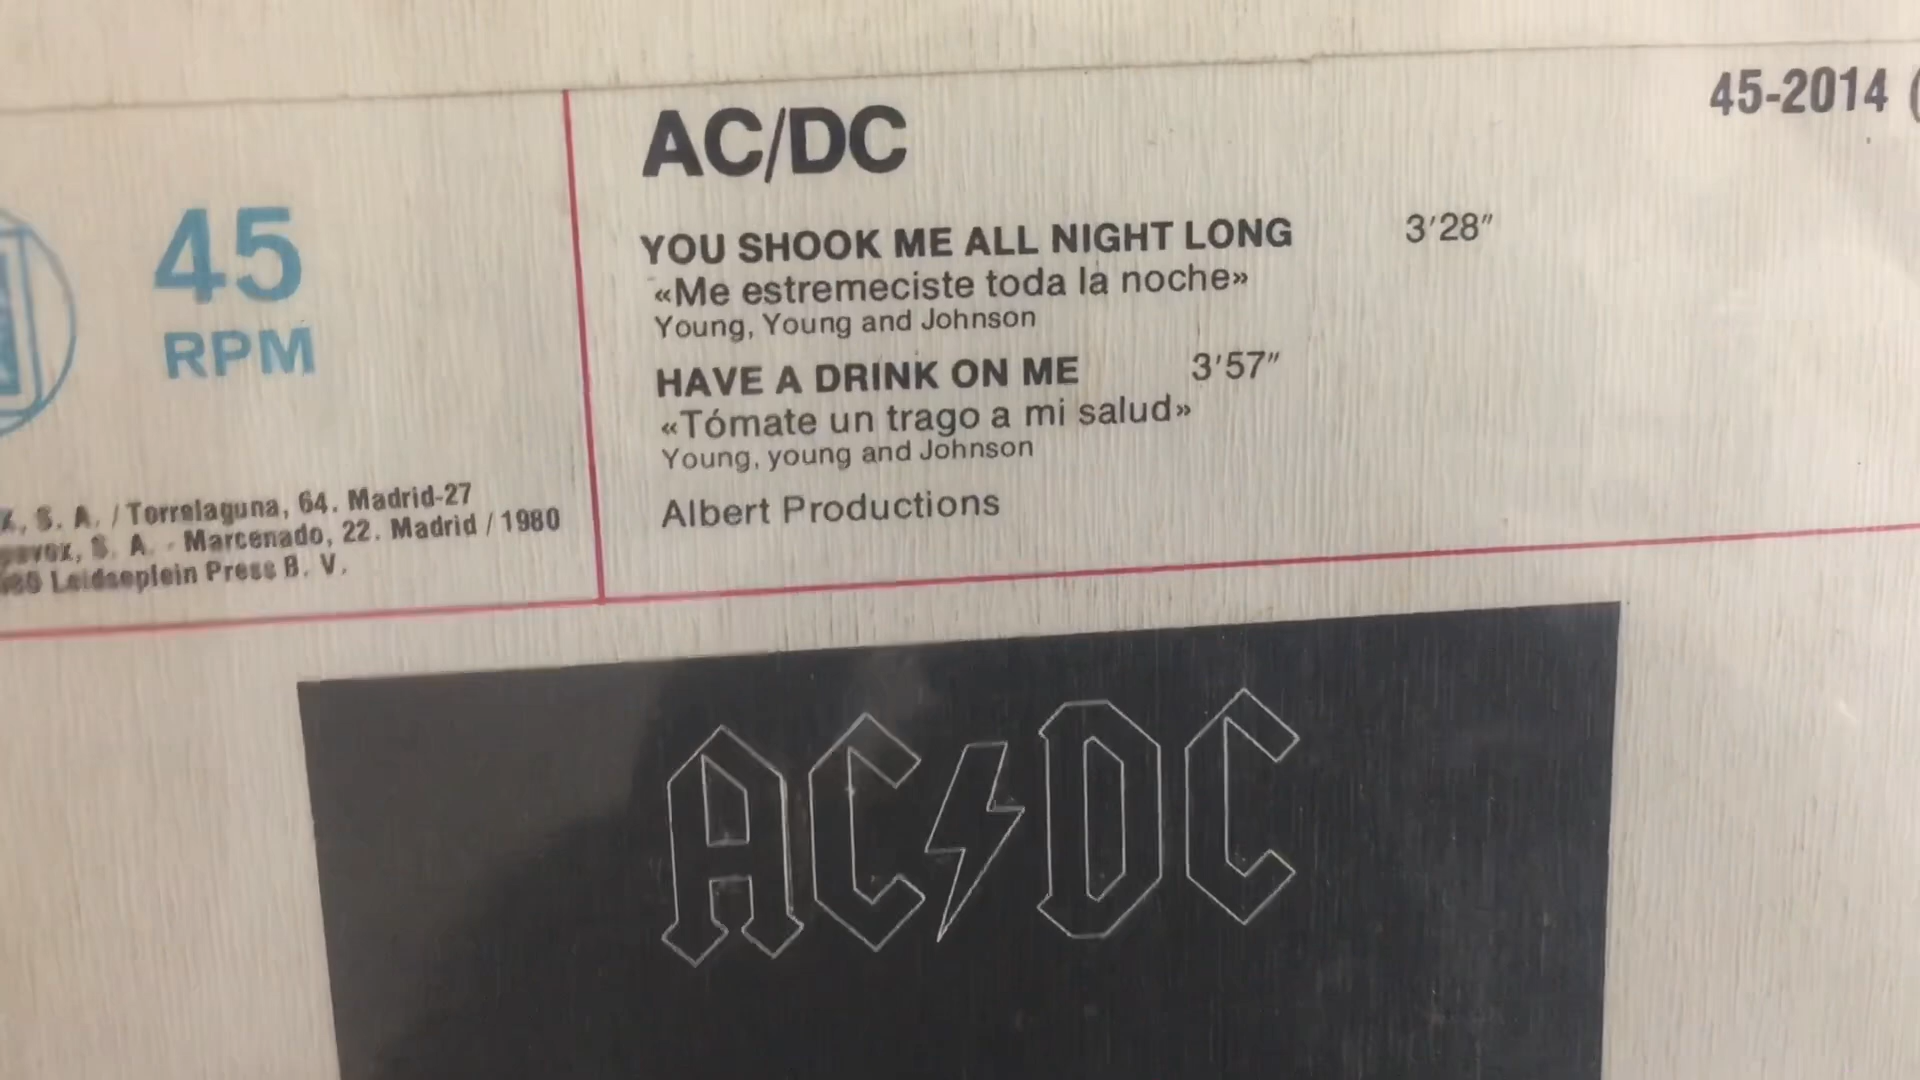 45-2014
AC/DC
YOU SHOOK ME ALL NIGHT LONG 3'28"
«Me estremeciste toda la noche»
Young, Young and Johnson
HAVE A DRINK ON ME 3'57"
«Tómate un trago a mi salud»
Young, young and Johnson
Albert Productions
45
RPM
S. A. / Torrelaguna, 64. Madrid-27
S. A. - Marcenado, 22. Madrid / 1980
Leidseplein Press B. V.
AC DC